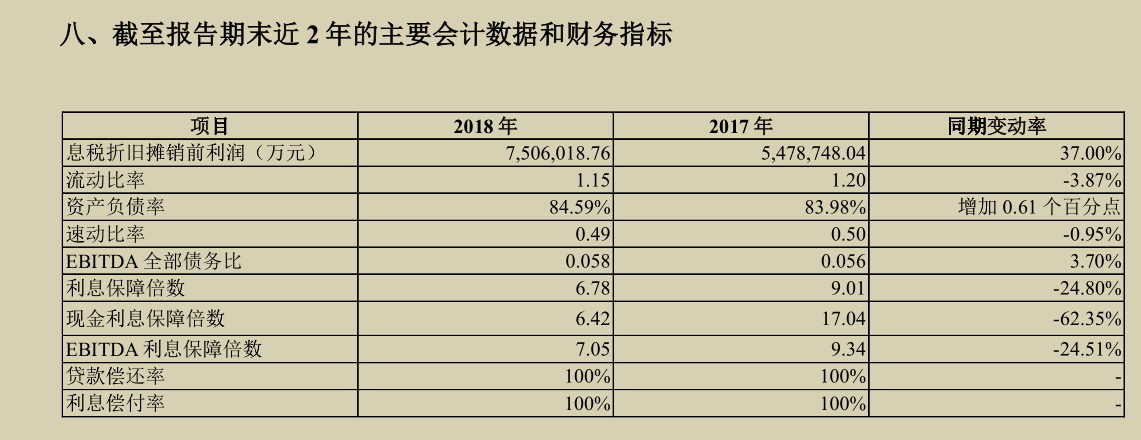 八、截至报告期末近 2 年的主要会计数据和财务指标
项目 2018 年 2017 年 同期变动率
息税折旧摊销前利润（万元） 7,506,018.76 5,478,748.04 37.00%
流动比率 1.15 1.20 -3.87%
资产负债率 84.59% 83.98% 增加 0.61 个百分点
速动比率 0.49 0.50 -0.95%
EBITDA 全部债务比 0.058 0.056 3.70%
利息保障倍数 6.78 9.01 -24.80%
现金利息保障倍数 6.42 17.04 -62.35%
EBITDA 利息保障倍数 7.05 9.34 -24.51%
贷款偿还率 100% 100% -
利息偿付率 100% 100% -